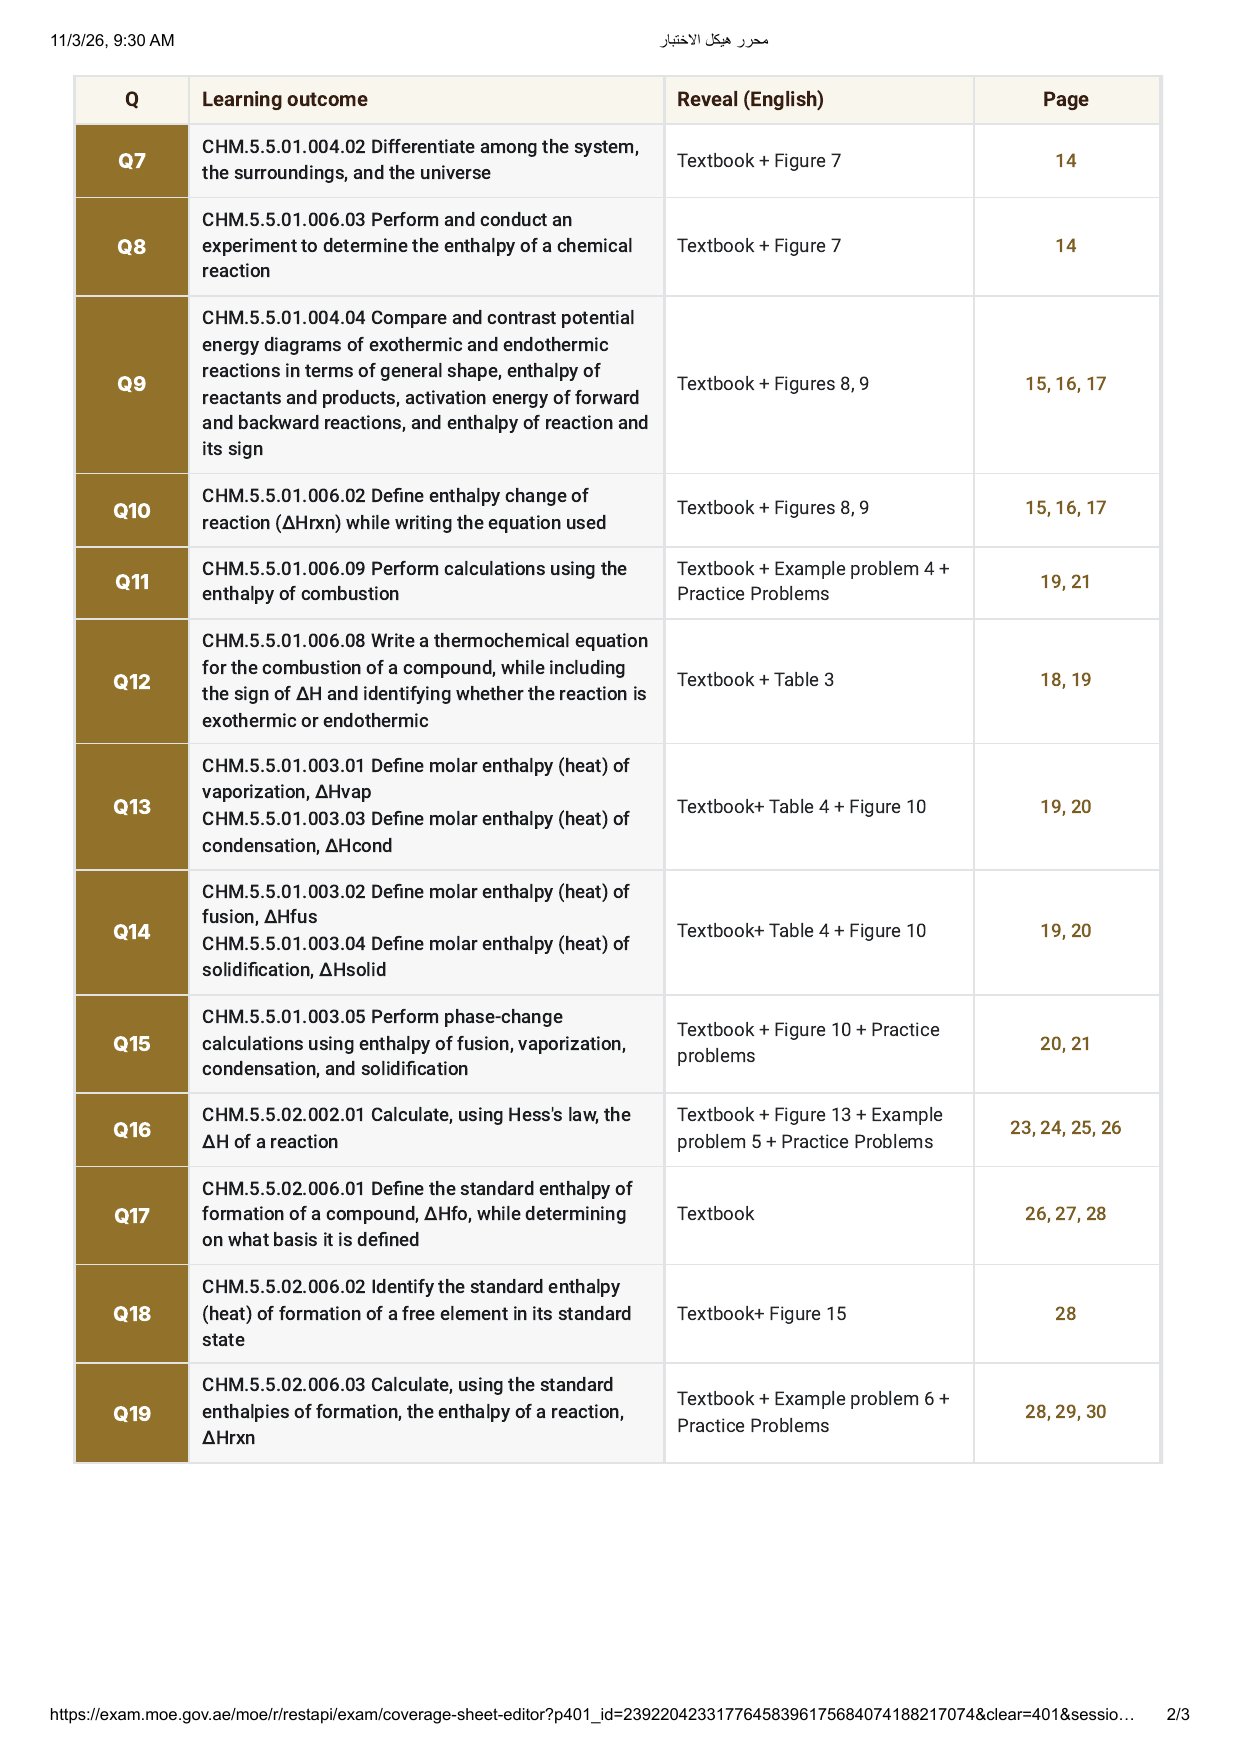 11/3/26, 9:30 AM
محرر هيكل الاختبار
Q
Learning outcome
Reveal (English)
Page
Q7
CHM.5.5.01.004.02 Differentiate among the system,
the surroundings, and the universe
Textbook + Figure 7
14
Q8
CHM.5.5.01.006.03 Perform and conduct an
experiment to determine the enthalpy of a chemical
reaction
Textbook + Figure 7
14
Q9
CHM.5.5.01.004.04 Compare and contrast potential
energy diagrams of exothermic and endothermic
reactions in terms of general shape, enthalpy of
reactants and products, activation energy of forward
and backward reactions, and enthalpy of reaction and
its sign
Textbook + Figures 8, 9
15, 16, 17
Q10
CHM.5.5.01.006.02 Define enthalpy change of
reaction (ΔHrxn) while writing the equation used
Textbook + Figures 8, 9
15, 16, 17
Q11
CHM.5.5.01.006.09 Perform calculations using the
enthalpy of combustion
Textbook + Example problem 4 +
Practice Problems
19, 21
Q12
CHM.5.5.01.006.08 Write a thermochemical equation
for the combustion of a compound, while including
the sign of ΔH and identifying whether the reaction is
exothermic or endothermic
Textbook + Table 3
18, 19
Q13
CHM.5.5.01.003.01 Define molar enthalpy (heat) of
vaporization, ΔHvap
CHM.5.5.01.003.03 Define molar enthalpy (heat) of
condensation, ΔHcond
Textbook+ Table 4 + Figure 10
19, 20
Q14
CHM.5.5.01.003.02 Define molar enthalpy (heat) of
fusion, ΔHfus
CHM.5.5.01.003.04 Define molar enthalpy (heat) of
solidification, ΔHsolid
Textbook+ Table 4 + Figure 10
19, 20
Q15
CHM.5.5.01.003.05 Perform phase-change
calculations using enthalpy of fusion, vaporization,
condensation, and solidification
Textbook + Figure 10 + Practice
problems
20, 21
Q16
CHM.5.5.02.002.01 Calculate, using Hess's law, the
ΔH of a reaction
Textbook + Figure 13 + Example
problem 5 + Practice Problems
23, 24, 25, 26
Q17
CHM.5.5.02.006.01 Define the standard enthalpy of
formation of a compound, ΔHfo, while determining
on what basis it is defined
Textbook
26, 27, 28
Q18
CHM.5.5.02.006.02 Identify the standard enthalpy
(heat) of formation of a free element in its standard
state
Textbook+ Figure 15
28
Q19
CHM.5.5.02.006.03 Calculate, using the standard
enthalpies of formation, the enthalpy of a reaction,
ΔHrxn
Textbook + Example problem 6 +
Practice Problems
28, 29, 30
https://exam.moe.gov.ae/moe/r/restapi/exam/coverage-sheet-editor?p401_id=23922042331776458396175684074188217074&clear=401&sessio…
2/3